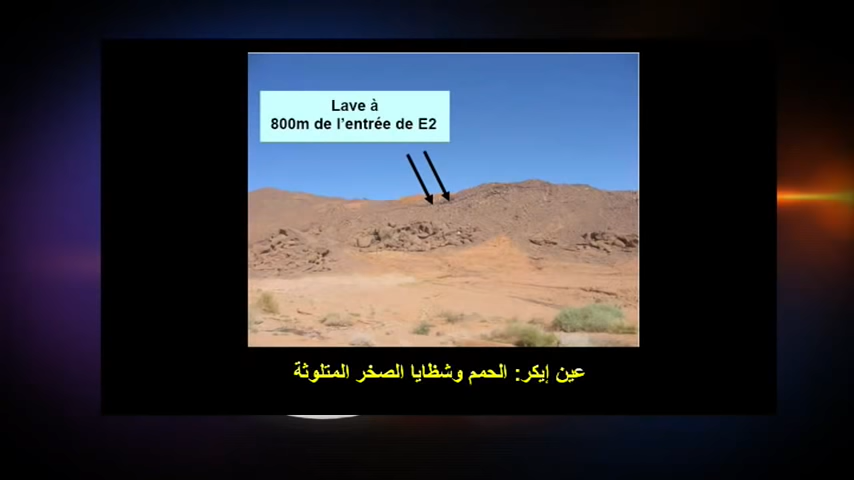 Lave à
800m de l'entrée de E2
عين إيكر: الحمم وشظايا الصخر المتلوثة